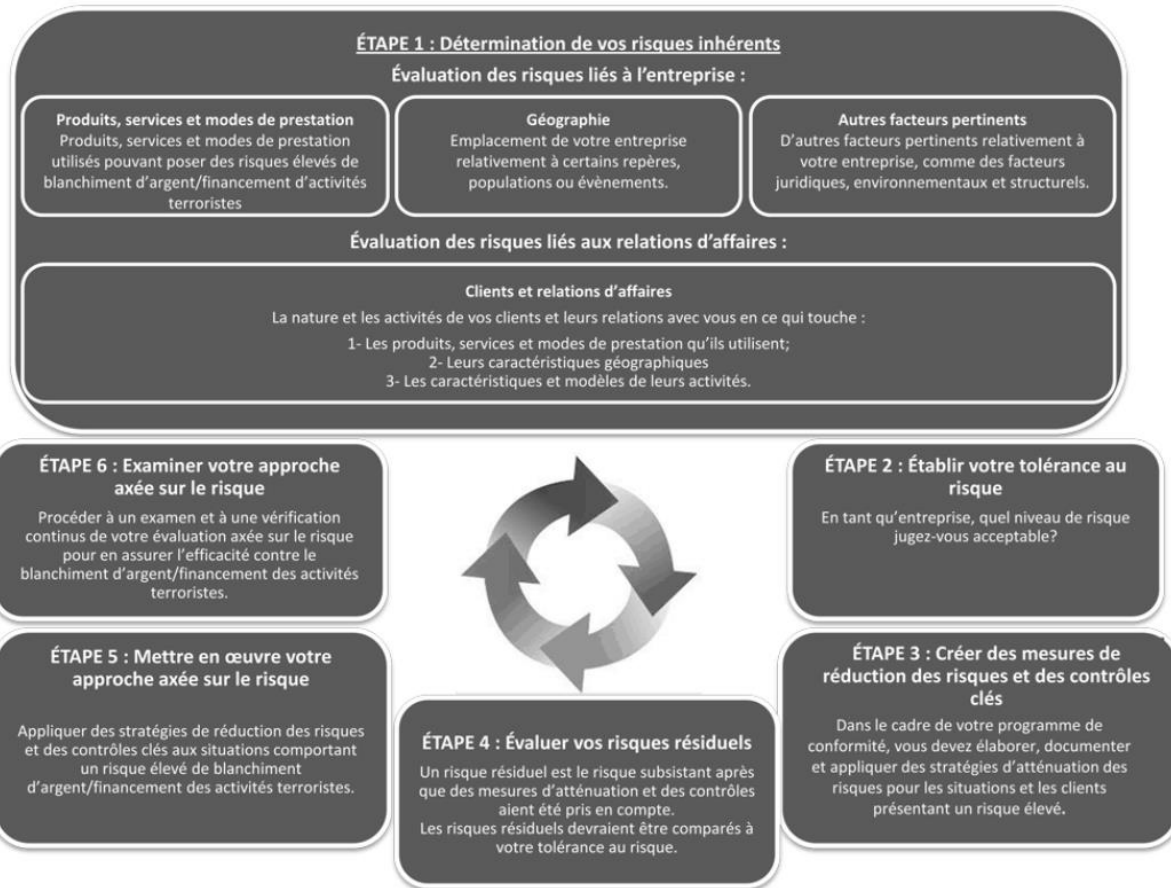 ÉTAPE 1 : Détermination de vos risques inhérents
Évaluation des risques liés à l'entreprise :
Produits, services et modes de prestation
Produits, services et modes de prestation
utilisés pouvant poser des risques élevés de
blanchiment d'argent/financement d'activités
terroristes
Géographie
Emplacement de votre entreprise
relativement à certains repères,
populations ou évènements.
Autres facteurs pertinents
D'autres facteurs pertinents relativement à
votre entreprise, comme des facteurs
juridiques, environnementaux et structurels.
Évaluation des risques liés aux relations d'affaires :
Clients et relations d'affaires
La nature et les activités de vos clients et leurs relations avec vous en ce qui touche :
1- Les produits, services et modes de prestation qu'ils utilisent;
2- Leurs caractéristiques géographiques
3- Les caractéristiques et modèles de leurs activités.
ÉTAPE 2 : Établir votre tolérance au
risque
En tant qu'entreprise, quel niveau de risque
jugez-vous acceptable?
ÉTAPE 3 : Créer des mesures de
réduction des risques et des contrôles
clés
Dans le cadre de votre programme de
conformité, vous devez élaborer, documenter
et appliquer des stratégies d'atténuation des
risques pour les situations et les clients
présentant un risque élevé.
ÉTAPE 4 : Évaluer vos risques résiduels
Un risque résiduel est le risque subsistant après
que des mesures d'atténuation et des contrôles
aient été pris en compte.
Les risques résiduels devraient être comparés à
votre tolérance au risque.
ÉTAPE 5 : Mettre en œuvre votre
approche axée sur le risque
Appliquer des stratégies de réduction des risques
et des contrôles clés aux situations comportant
un risque élevé de blanchiment
d'argent/financement des activités terroristes.
ÉTAPE 6 : Examiner votre approche
axée sur le risque
Procéder à un examen et à une vérification
continus de votre évaluation axée sur le risque
pour en assurer l'efficacité contre le
blanchiment d'argent/financement des activités
terroristes.